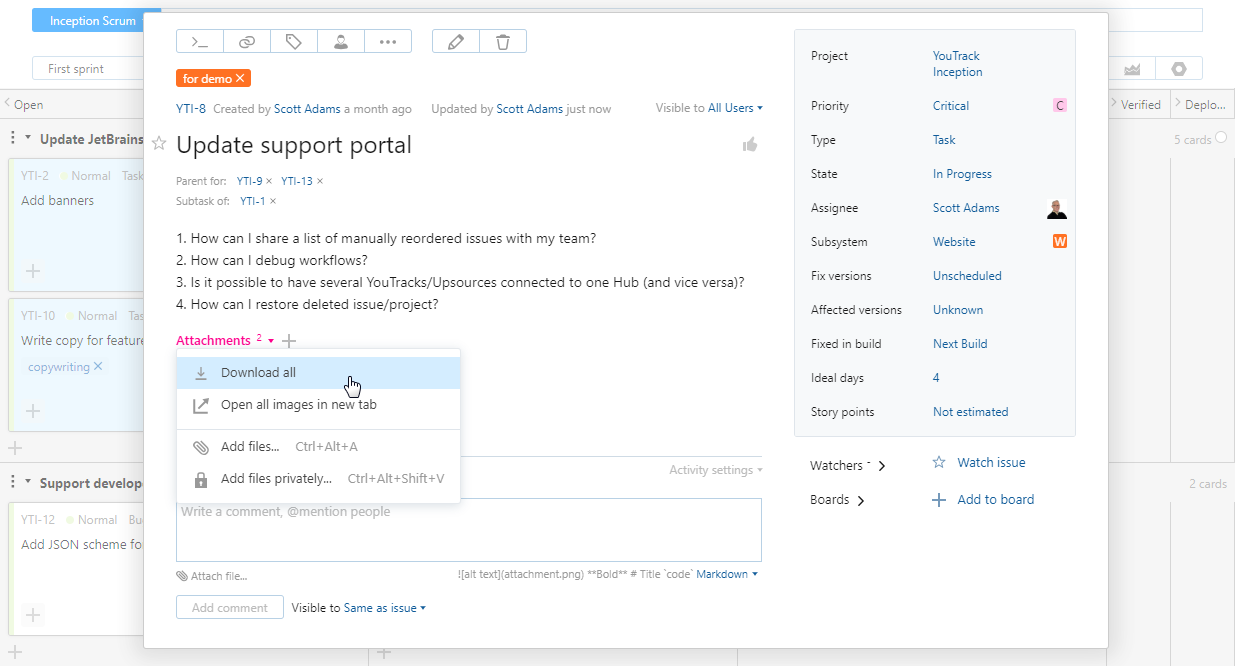 Inception Scrum
First sprint
Open
Verified
Deplo...
Update JetBrains
5 cards
YTI-2 Normal Task
Add banners
YTI-10 Normal Tas
Write copy for feature
copywriting
Support develop
2 cards
YTI-12 Normal Bu
Add JSON scheme fo
for demo
YTI-8 Created by Scott Adams a month ago Updated by Scott Adams just now Visible to All Users
Update support portal
Parent for: YTI-9 × YTI-13 ×
Subtask of: YTI-1 ×
1. How can I share a list of manually reordered issues with my team?
2. How can I debug workflows?
3. Is it possible to have several YouTracks/Upsources connected to one Hub (and vice versa)?
4. How can I restore deleted issue/project?
Attachments 2
Download all
Open all images in new tab
Add files... Ctrl+Alt+A
Add files privately... Ctrl+Alt+Shift+V
Activity settings
Write a comment, @mention people
Attach file...
![alt text](attachment.png) **Bold** # Title `code` Markdown
Add comment Visible to Same as issue
Project YouTrack
Inception
Priority Critical C
Type Task
State In Progress
Assignee Scott Adams
Subsystem Website W
Fix versions Unscheduled
Affected versions Unknown
Fixed in build Next Build
Ideal days 4
Story points Not estimated
Watchers - Watch issue
Boards Add to board